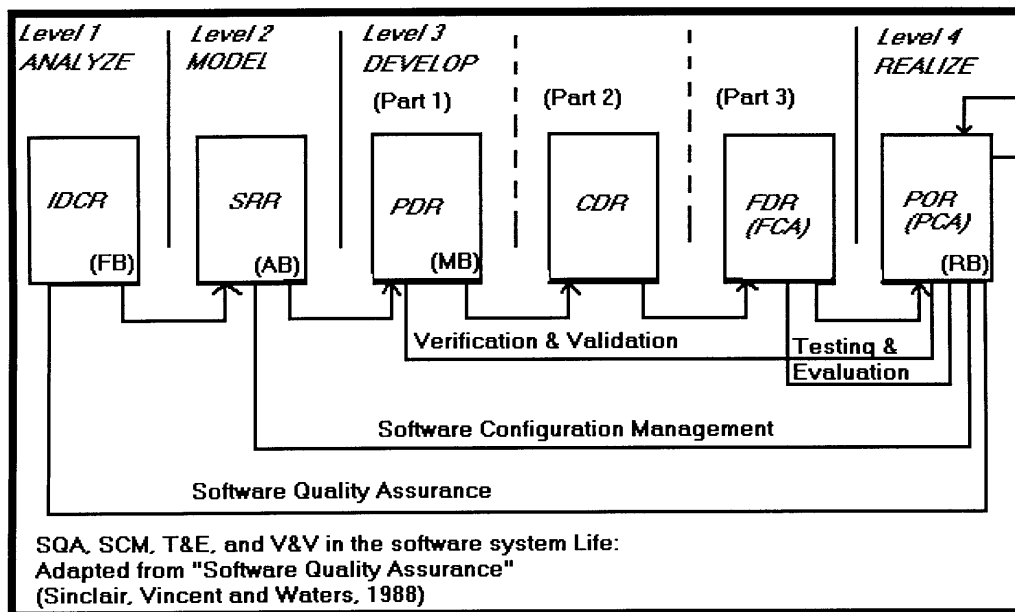 Level 1
ANALYZE
Level 2
MODEL
Level 3
DEVELOP
Level 4
REALIZE
(Part 1)
(Part 2)
(Part 3)
IDCR
(FB)
SRR
(AB)
PDR
(MB)
CDR
FDR
(FCA)
POR
(PCA)
(RB)
Verification & Validation
Testing &
Evaluation
Software Configuration Management
Software Quality Assurance
SQA, SCM, T&E, and V&V in the software system Life:
Adapted from "Software Quality Assurance"
(Sinclair, Vincent and Waters, 1988)